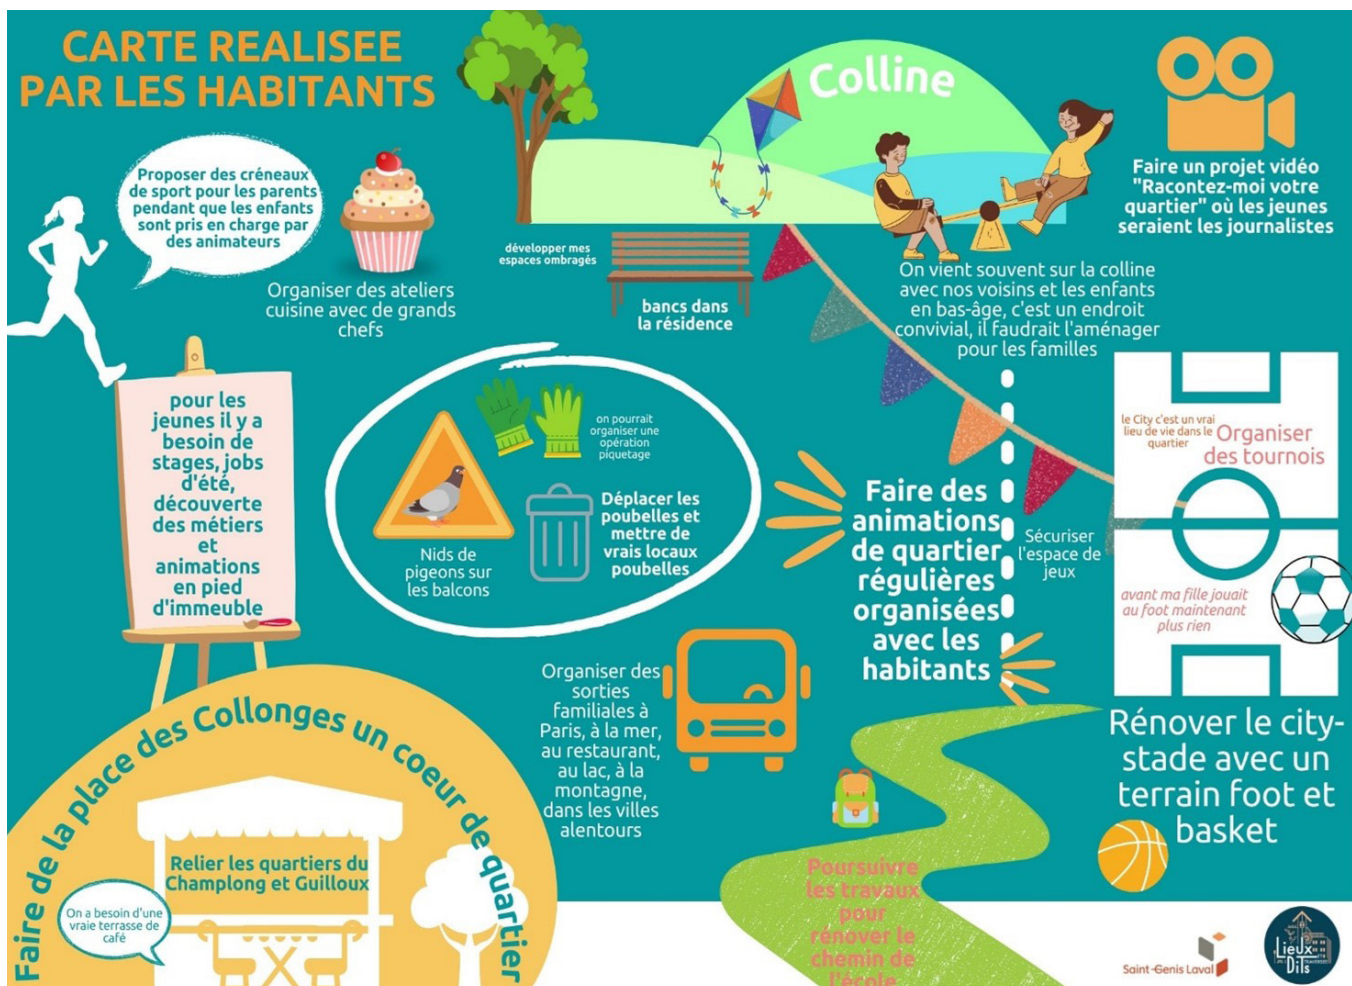 CARTE REALISEE
PAR LES HABITANTS
Proposer des créneaux
de sport pour les parents
pendant que les enfants
sont pris en charge par
des animateurs
Organiser des ateliers
cuisine avec de grands
chefs
développer mes
espaces ombragés
bancs dans
la résidence
Colline
On vient souvent sur la colline
avec nos voisins et les enfants
en bas-âge, c'est un endroit
convivial, il faudrait l'aménager
pour les familles
Faire un projet vidéo
"Racontez-moi votre
quartier" où les jeunes
seraient les journalistes
pour les
jeunes il y a
besoin de
stages, jobs
d'été,
découverte
des métiers
et
animations
en pied
d'immeuble
on pourrait
organiser une
opération
piquetage
Nids de
pigeons sur
les balcons
Déplacer les
poubelles et
mettre de
vrais locaux
poubelles
Faire des
animations
de quartier
régulières
organisées
avec les
habitants
Sécuriser
l'espace de
jeux
le City c'est un vrai
lieu de vie dans le
quartier
Organiser
des tournois
avant ma fille jouait
au foot maintenant
plus rien
Rénover le city-
stade avec un
terrain foot et
basket
Organiser des
sorties
familiales à
Paris, à la mer,
au restaurant,
au lac, à la
montagne,
dans les villes
alentours
Faire de la place des Collonges un coeur de quartier
Relier les quartiers du
Champlong et Guilloux
On a besoin d'une
vraie terrasse de
café
Poursuivre
les travaux
pour
rénover le
chemin de
l'école
Saint-Genis Laval
Lieux
Dits